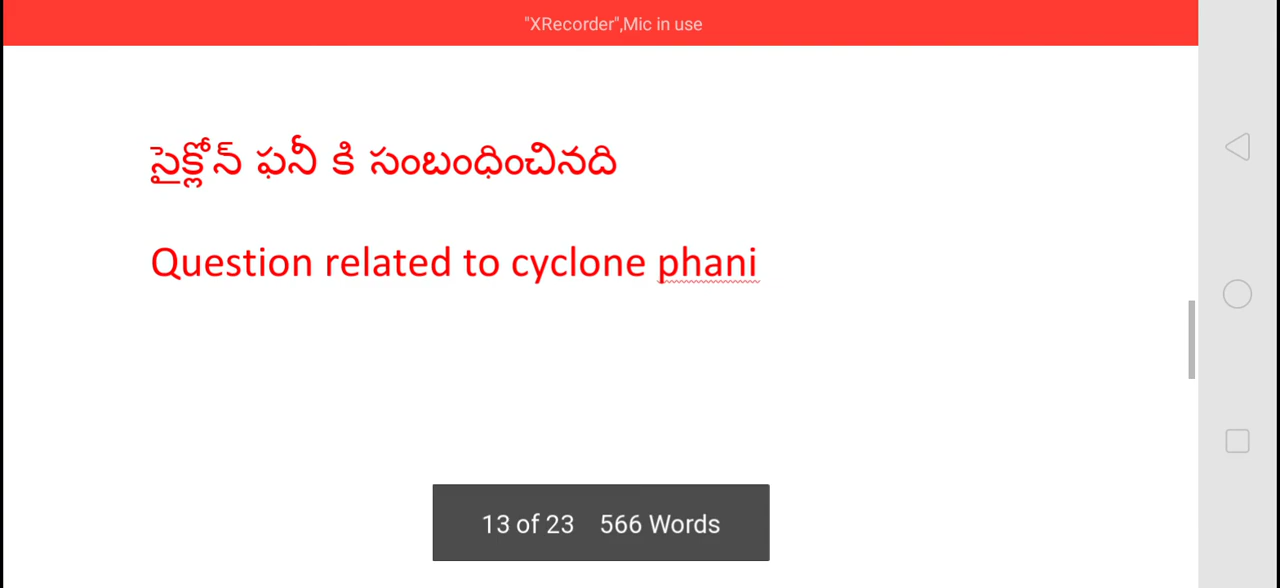 "XRecorder",Mic in use
సైక్లోన్ ఫనీ కి సంబంధించినది
Question related to cyclone phani
13 of 23 566 Words